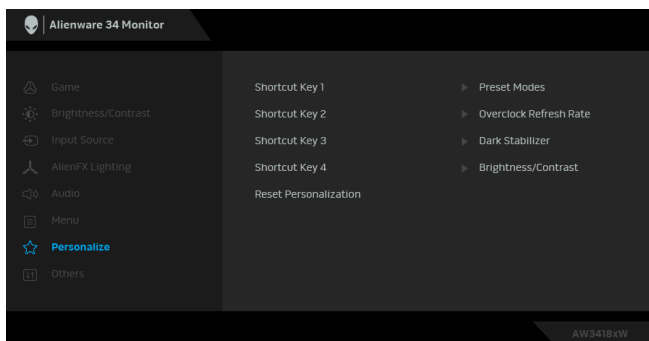 Alienware 34 Monitor
Game
Brightness/Contrast
Input Source
AlienFX Lighting
Audio
Menu
Personalize
Others
Shortcut Key 1 Preset Modes
Shortcut Key 2 Overclock Refresh Rate
Shortcut Key 3 Dark Stabilizer
Shortcut Key 4 Brightness/Contrast
Reset Personalization
AW3418xW